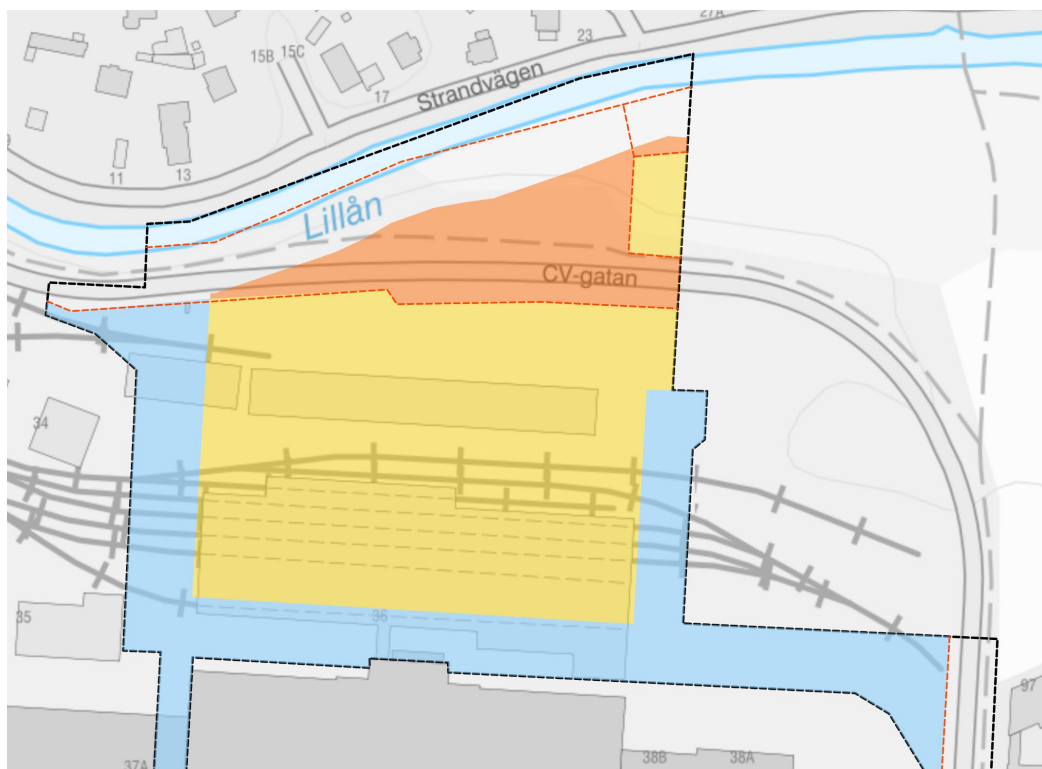 27A
23
15C
15B
Strandvägen
17
11
13
Lillån
CV-gatan
34
35
36
97
37A
38B
38A